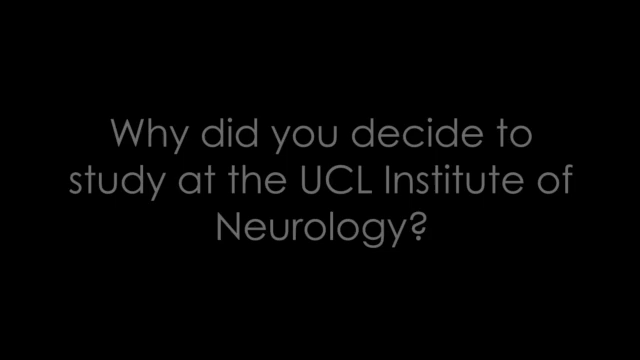 Why did you decide to
study at the UCL Institute of
Neurology?